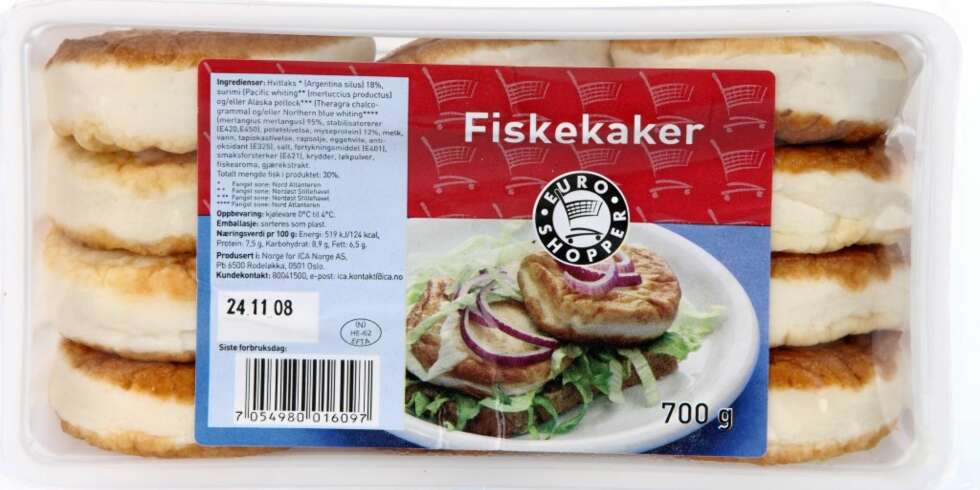 Ingredienser: Hvitlaks * (Argentina silus) 18%,
surimi (Pacific whiting** (merluccius productus)
og/eller Alaska pollock*** (Theragra chalco-
gramma) og/eller Northern blue whiting****
(merlangus merlangus) 95%, stabilisatorerer
(E420,E450), potetstivelse, myseprotein) 12%, melk,
vann, tapiokastivelse, rapsolje, eggehvite, anti-
oksidant (E325), salt, fortykningsmiddel (E401),
smaksforsterker (E621), krydder, løkpulver,
fiskearoma, gjærekstrakt.
Totalt mengde fisk i produktet: 30%.
* Fangst sone: Nord Atlanteren
** Fangst sone: Nordøst Stillehavet
*** Fangst sone: Nordøst Stillehavet
**** Fangst sone: Nord Atlanteren
Oppbevaring: kjølevare 0°C til 4°C.
Emballasje: sorteres som plast.
Næringsverdi pr 100 g: Energi: 519 kJ/124 kcal,
Protein: 7,5 g, Karbohydrat: 8,9 g, Fett: 6,5 g.
Produsert i: Norge for ICA Norge AS,
Pb 6500 Rodeløkka, 0501 Oslo.
Kundekontakt: 80041500, e-post: ica.kontakt@ica.no
24 11 08
(N)
HE-62
EFTA
Siste forbruksdag:
7 054980 016097
Fiskekaker
EURO
SHOPPER
700 g